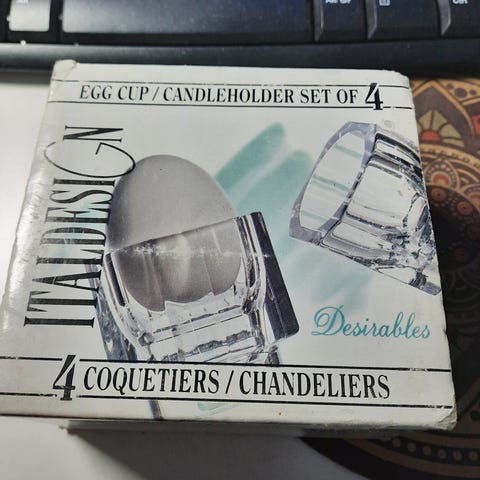 EGG CUP / CANDLEHOLDER SET OF 4
ITALDESIGN
Desirables
4 COQUETIERS / CHANDELIERS